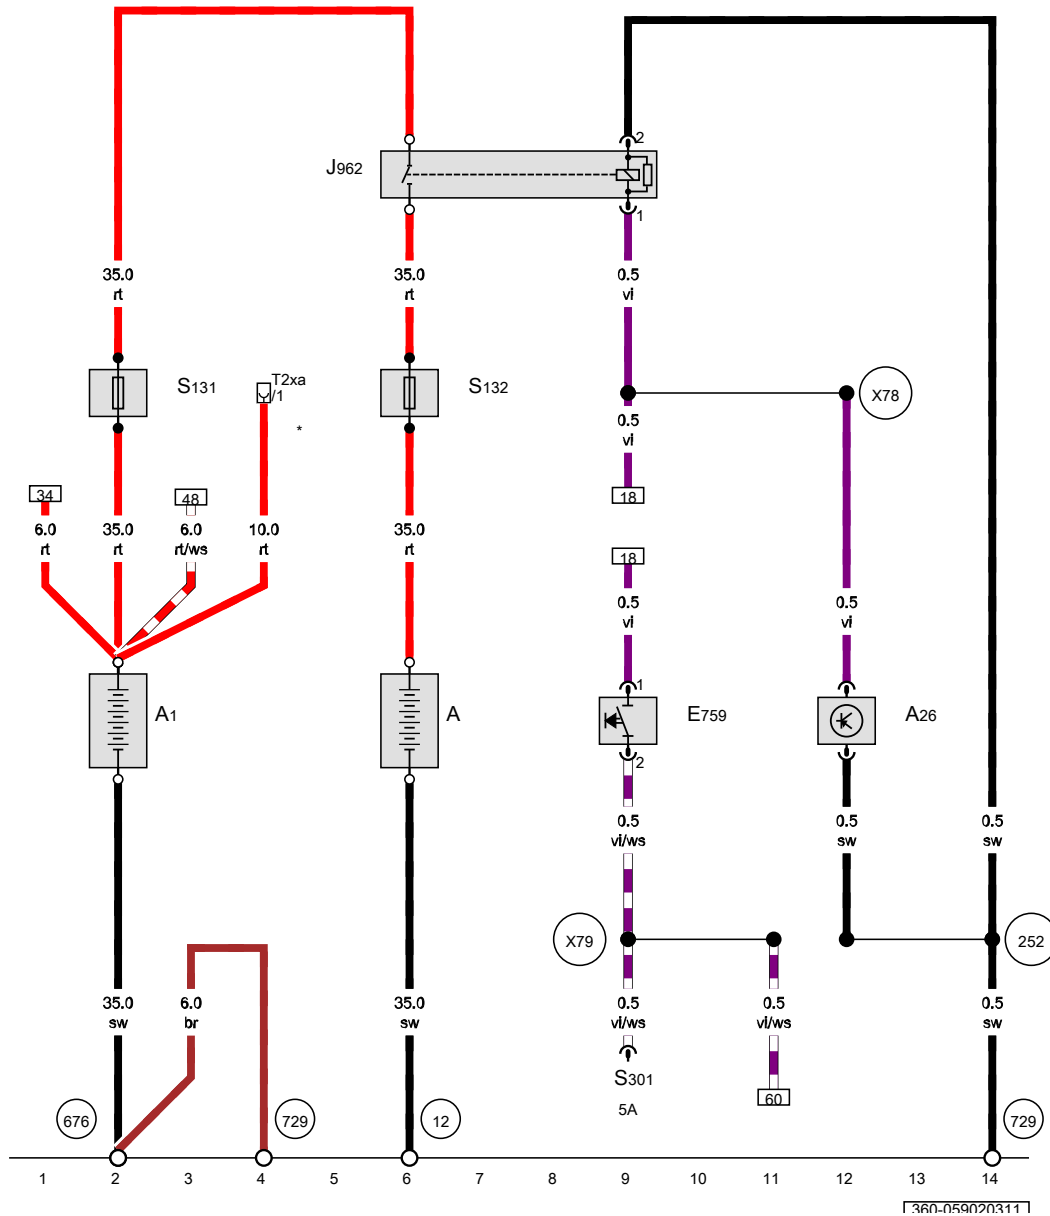 2
J962
1
35.0
rt
35.0
rt
0.5
vi
S131
T2xa
/1
S132
X78
*
0.5
vi
34
48
18
6.0
rt
35.0
rt
6.0
rt/ws
10.0
rt
35.0
rt
18
0.5
vi
0.5
vi
1
A1
A
E759
A26
2
0.5
vi/ws
0.5
sw
0.5
sw
X79
252
35.0
sw
6.0
br
35.0
sw
0.5
vi/ws
0.5
vi/ws
0.5
sw
S301
5A
60
676
729
12
729
1 2 3 4 5 6 7 8 9 10 11 12 13 14
360-059020311